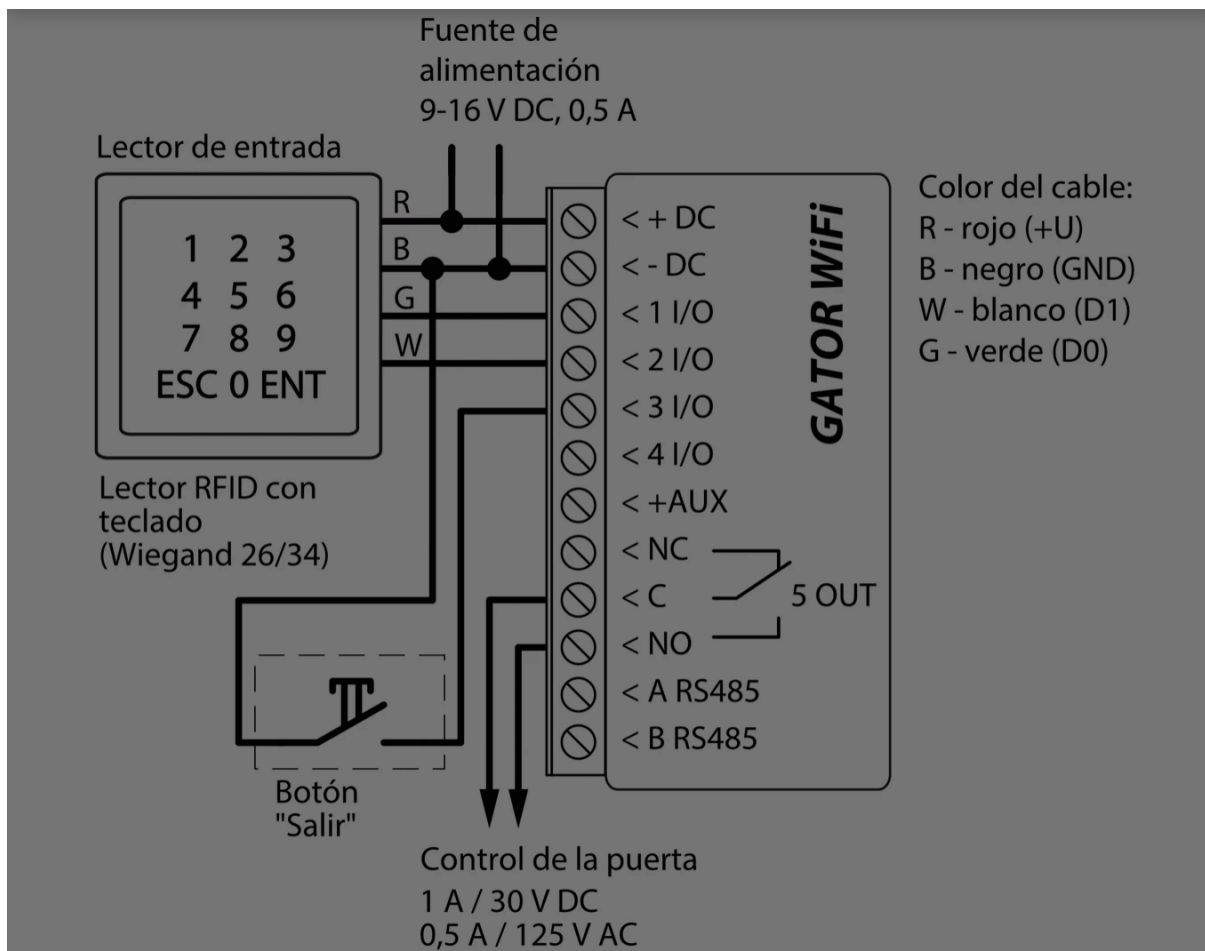 Fuente de
alimentación
9-16 V DC, 0,5 A
Lector de entrada
1 2 3
4 5 6
7 8 9
ESC 0 ENT
R
B
G
W
Lector RFID con
teclado
(Wiegand 26/34)
< + DC
< - DC
< 1 I/O
< 2 I/O
< 3 I/O
< 4 I/O
< +AUX
< NC
< C
5 OUT
< NO
< A RS485
< B RS485
GATOR WiFi
Color del cable:
R - rojo (+U)
B - negro (GND)
W - blanco (D1)
G - verde (D0)
Botón
"Salir"
Control de la puerta
1 A / 30 V DC
0,5 A / 125 V AC